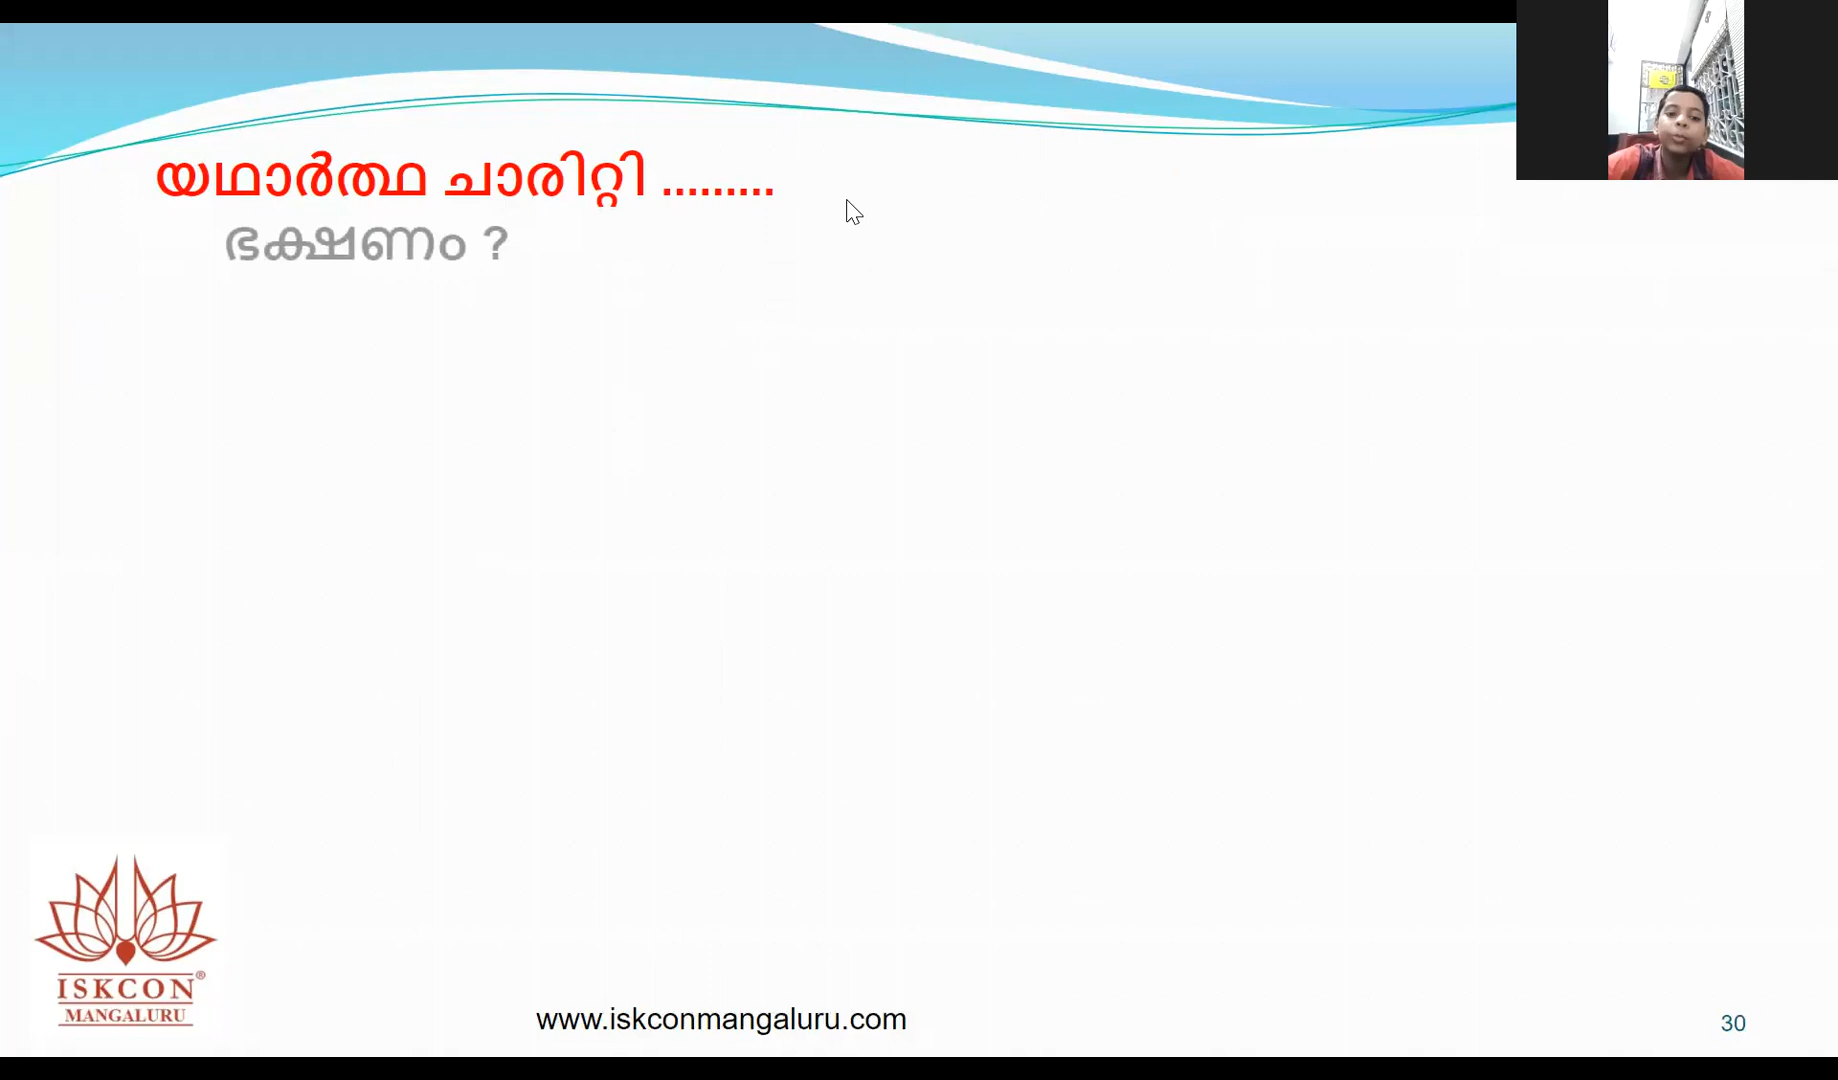 യഥാർത്ഥ ചാരിറ്റി .........
ഭക്ഷണം ?
ISKCON®
MANGALURU
www.iskconmangaluru.com
30